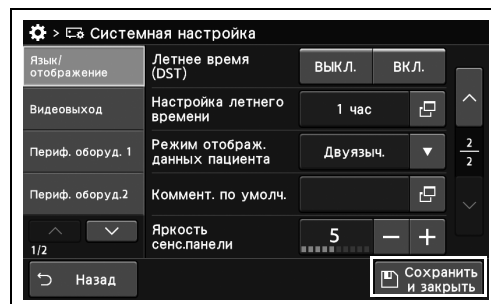 > Системная настройка
Язык/
отображение
Видеовыход
Периф. оборуд. 1
Периф. оборуд.2
1/2
Назад
Летнее время
(DST)
ВЫКЛ.
ВКЛ.
Настройка летнего
времени
1 час
Режим отображ.
данных пациента
Двуязыч.
Коммент. по умолч.
Яркость
сенс.панели
5
2
2
Сохранить
и закрыть